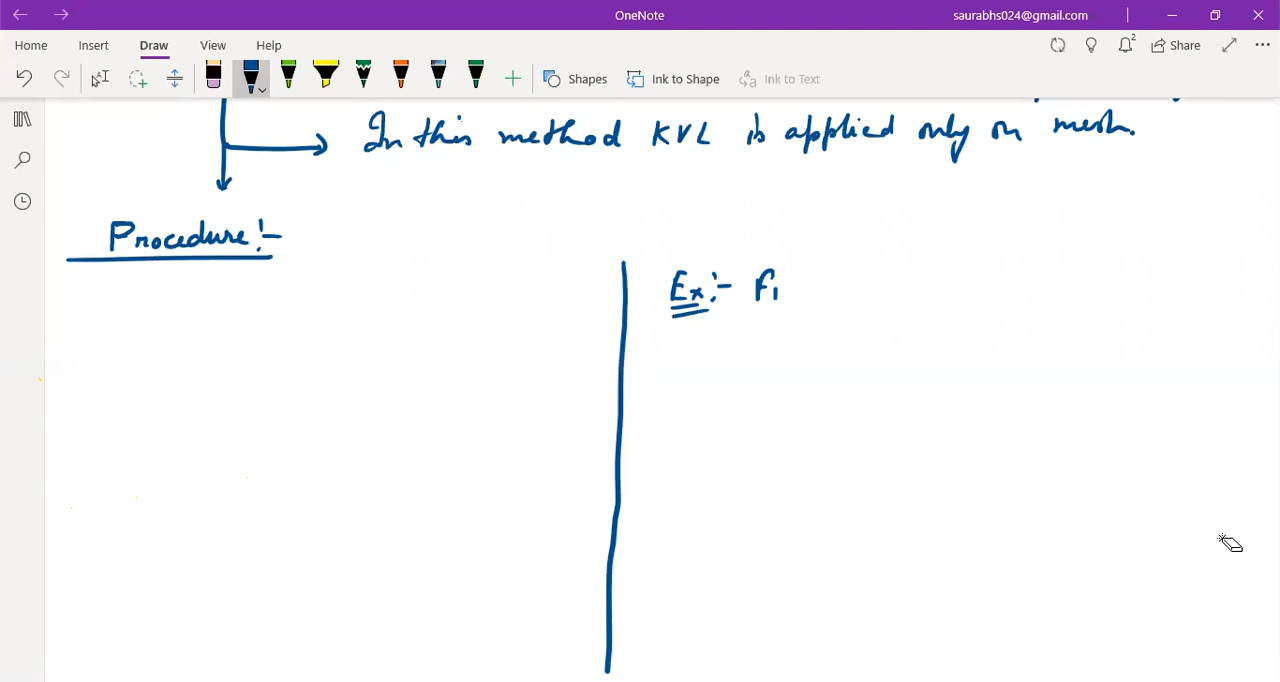 OneNote
saurabhs024@gmail.com
Home Insert Draw View Help
Share
Shapes Ink to Shape Ink to Text
In this method KVL is applied only on mesh.
Procedure:-
Ex:- Fi